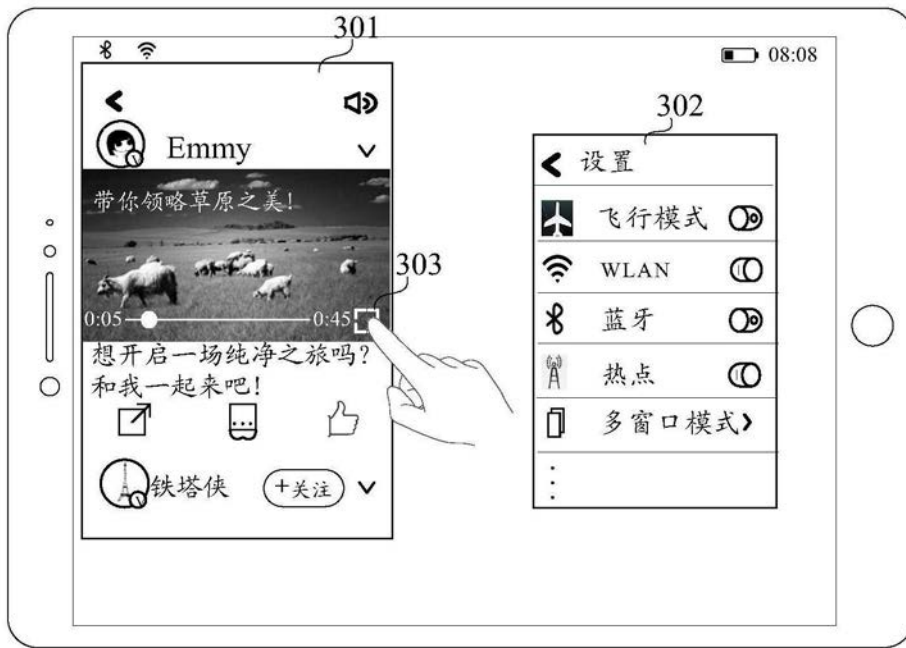 301
08:08
302
Emmy
设置
带你领略草原之美!
飞行模式
WLAN
303
0:05
0:45
蓝牙
想开启一场纯净之旅吗?
和我一起来吧!
热点
多窗口模式
铁塔侠
+关注